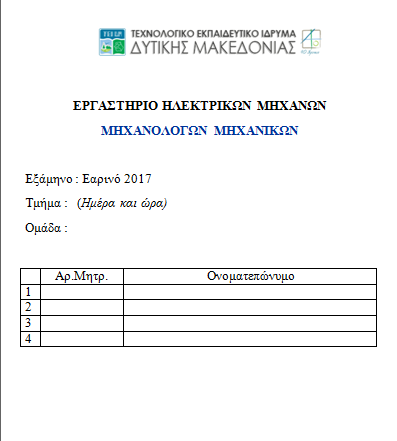 ΤΕΧΝΟΛΟΓΙΚΟ ΕΚΠΑΙΔΕΥΤΙΚΟ ΙΔΡΥΜΑ
ΔΥΤΙΚΗΣ ΜΑΚΕΔΟΝΙΑΣ
ΕΡΓΑΣΤΗΡΙΟ ΗΛΕΚΤΡΙΚΩΝ ΜΗΧΑΝΩΝ
ΜΗΧΑΝΟΛΟΓΩΝ ΜΗΧΑΝΙΚΩΝ
Εξάμηνο : Εαρινό 2017
Τμήμα : (Ημέρα και ώρα)
Ομάδα :
Αρ.Μητρ. Ονοματεπώνυμο
1
2
3
4